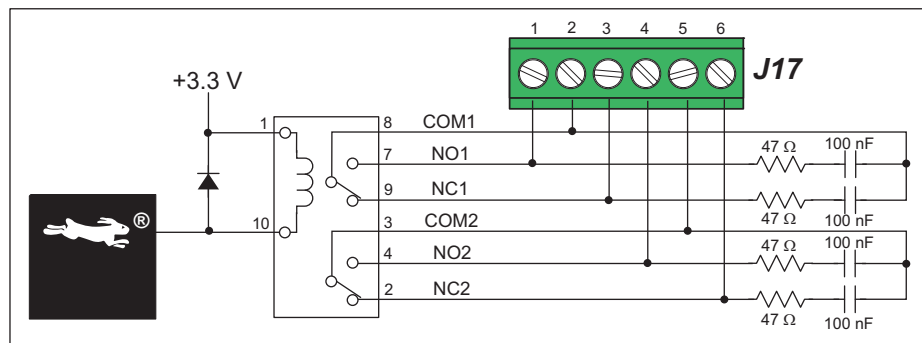 1 2 3 4 5 6
J17
+3.3 V
1
8 COM1
7 NO1
9 NC1
10
3 COM2
4 NO2
2 NC2
®
47 Ω 100 nF
47 Ω 100 nF
47 Ω 100 nF
47 Ω 100 nF